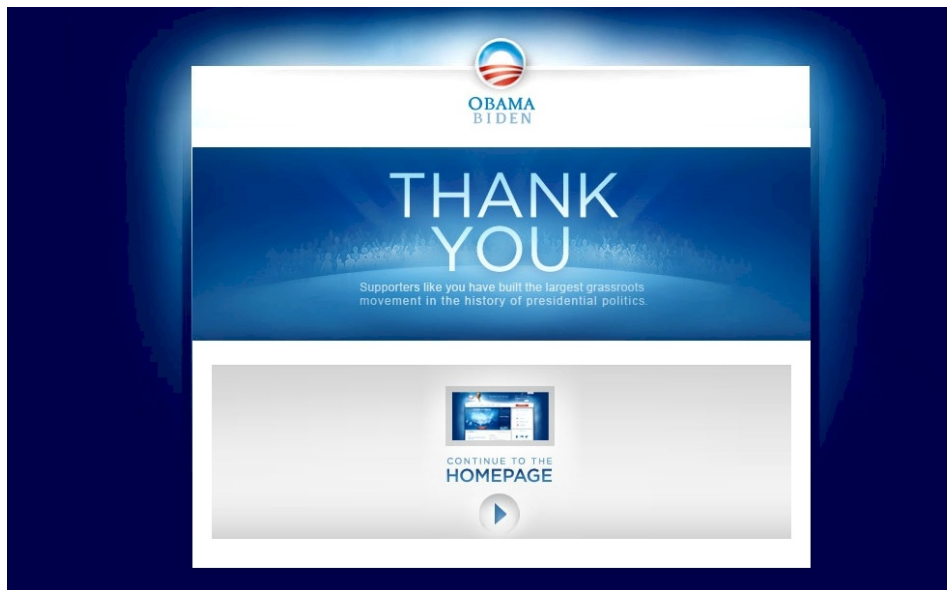 OBAMA
BIDEN
THANK
YOU
Supporters like you have built the largest grassroots
movement in the history of presidential politics.
CONTINUE TO THE
HOMEPAGE